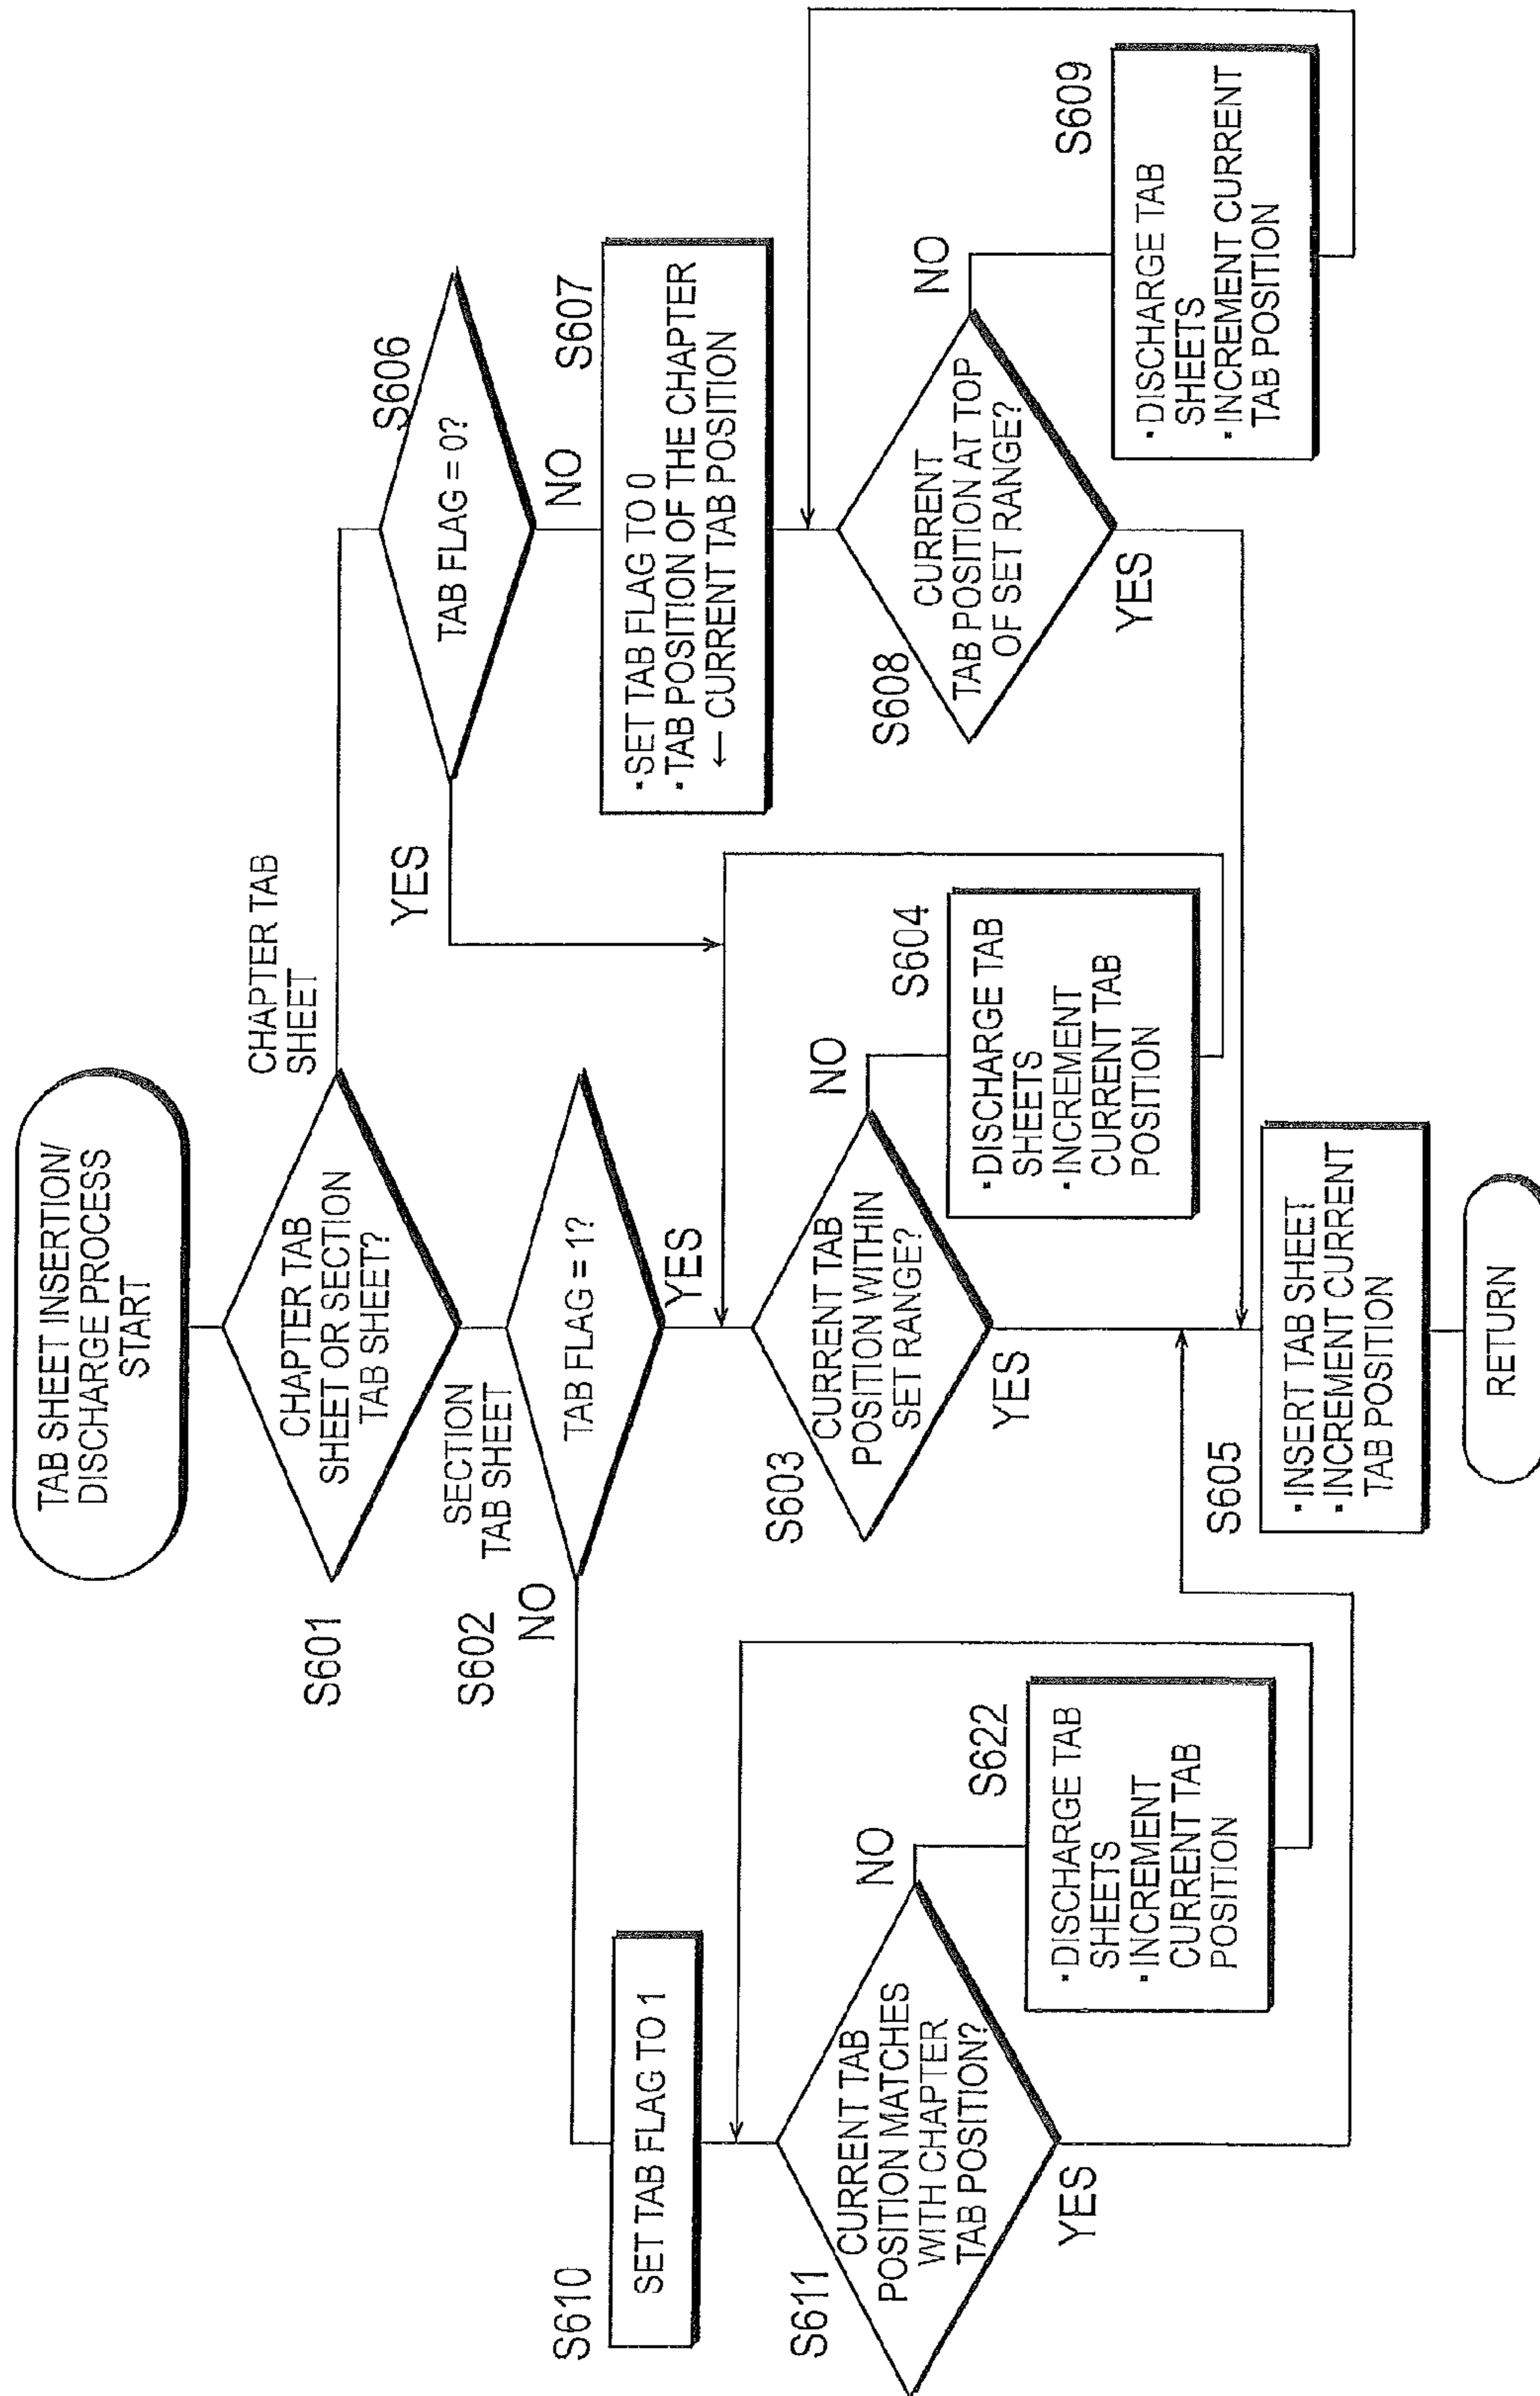 TAB SHEET INSERTION/
DISCHARGE PROCESS
START
S601
CHAPTER TAB
SHEET OR SECTION
TAB SHEET?
CHAPTER TAB
SHEET
SECTION
TAB SHEET
S602
TAB FLAG = 1?
NO
YES
S606
TAB FLAG = 0?
YES
NO
S607
▪SET TAB FLAG TO 0
▪TAB POSITION OF THE CHAPTER
← CURRENT TAB POSITION
S610
SET TAB FLAG TO 1
S611
CURRENT TAB
POSITION MATCHES
WITH CHAPTER
TAB POSITION?
NO
YES
S622
▪DISCHARGE TAB
SHEETS
▪INCREMENT
CURRENT TAB
POSITION
S603
CURRENT TAB
POSITION WITHIN
SET RANGE?
NO
YES
S604
▪DISCHARGE TAB
SHEETS
▪INCREMENT
CURRENT TAB
POSITION
S608
CURRENT
TAB POSITION AT TOP
OF SET RANGE?
NO
YES
S609
▪DISCHARGE TAB
SHEETS
▪INCREMENT CURRENT
TAB POSITION
S605
▪INSERT TAB SHEET
▪INCREMENT CURRENT
TAB POSITION
RETURN